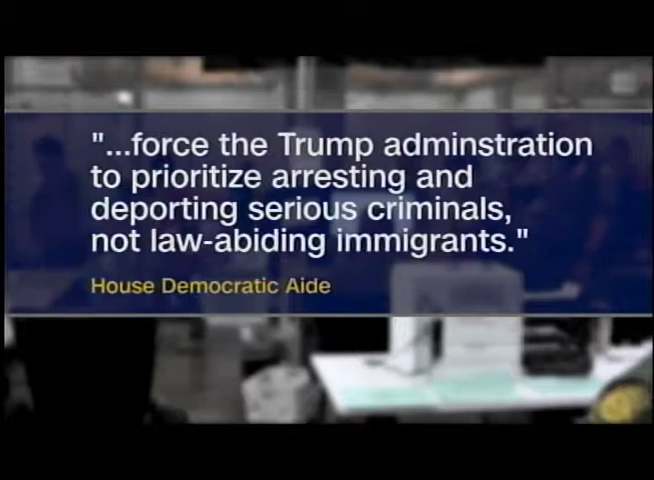 "...force the Trump adminstration
to prioritize arresting and
deporting serious criminals,
not law-abiding immigrants."
House Democratic Aide